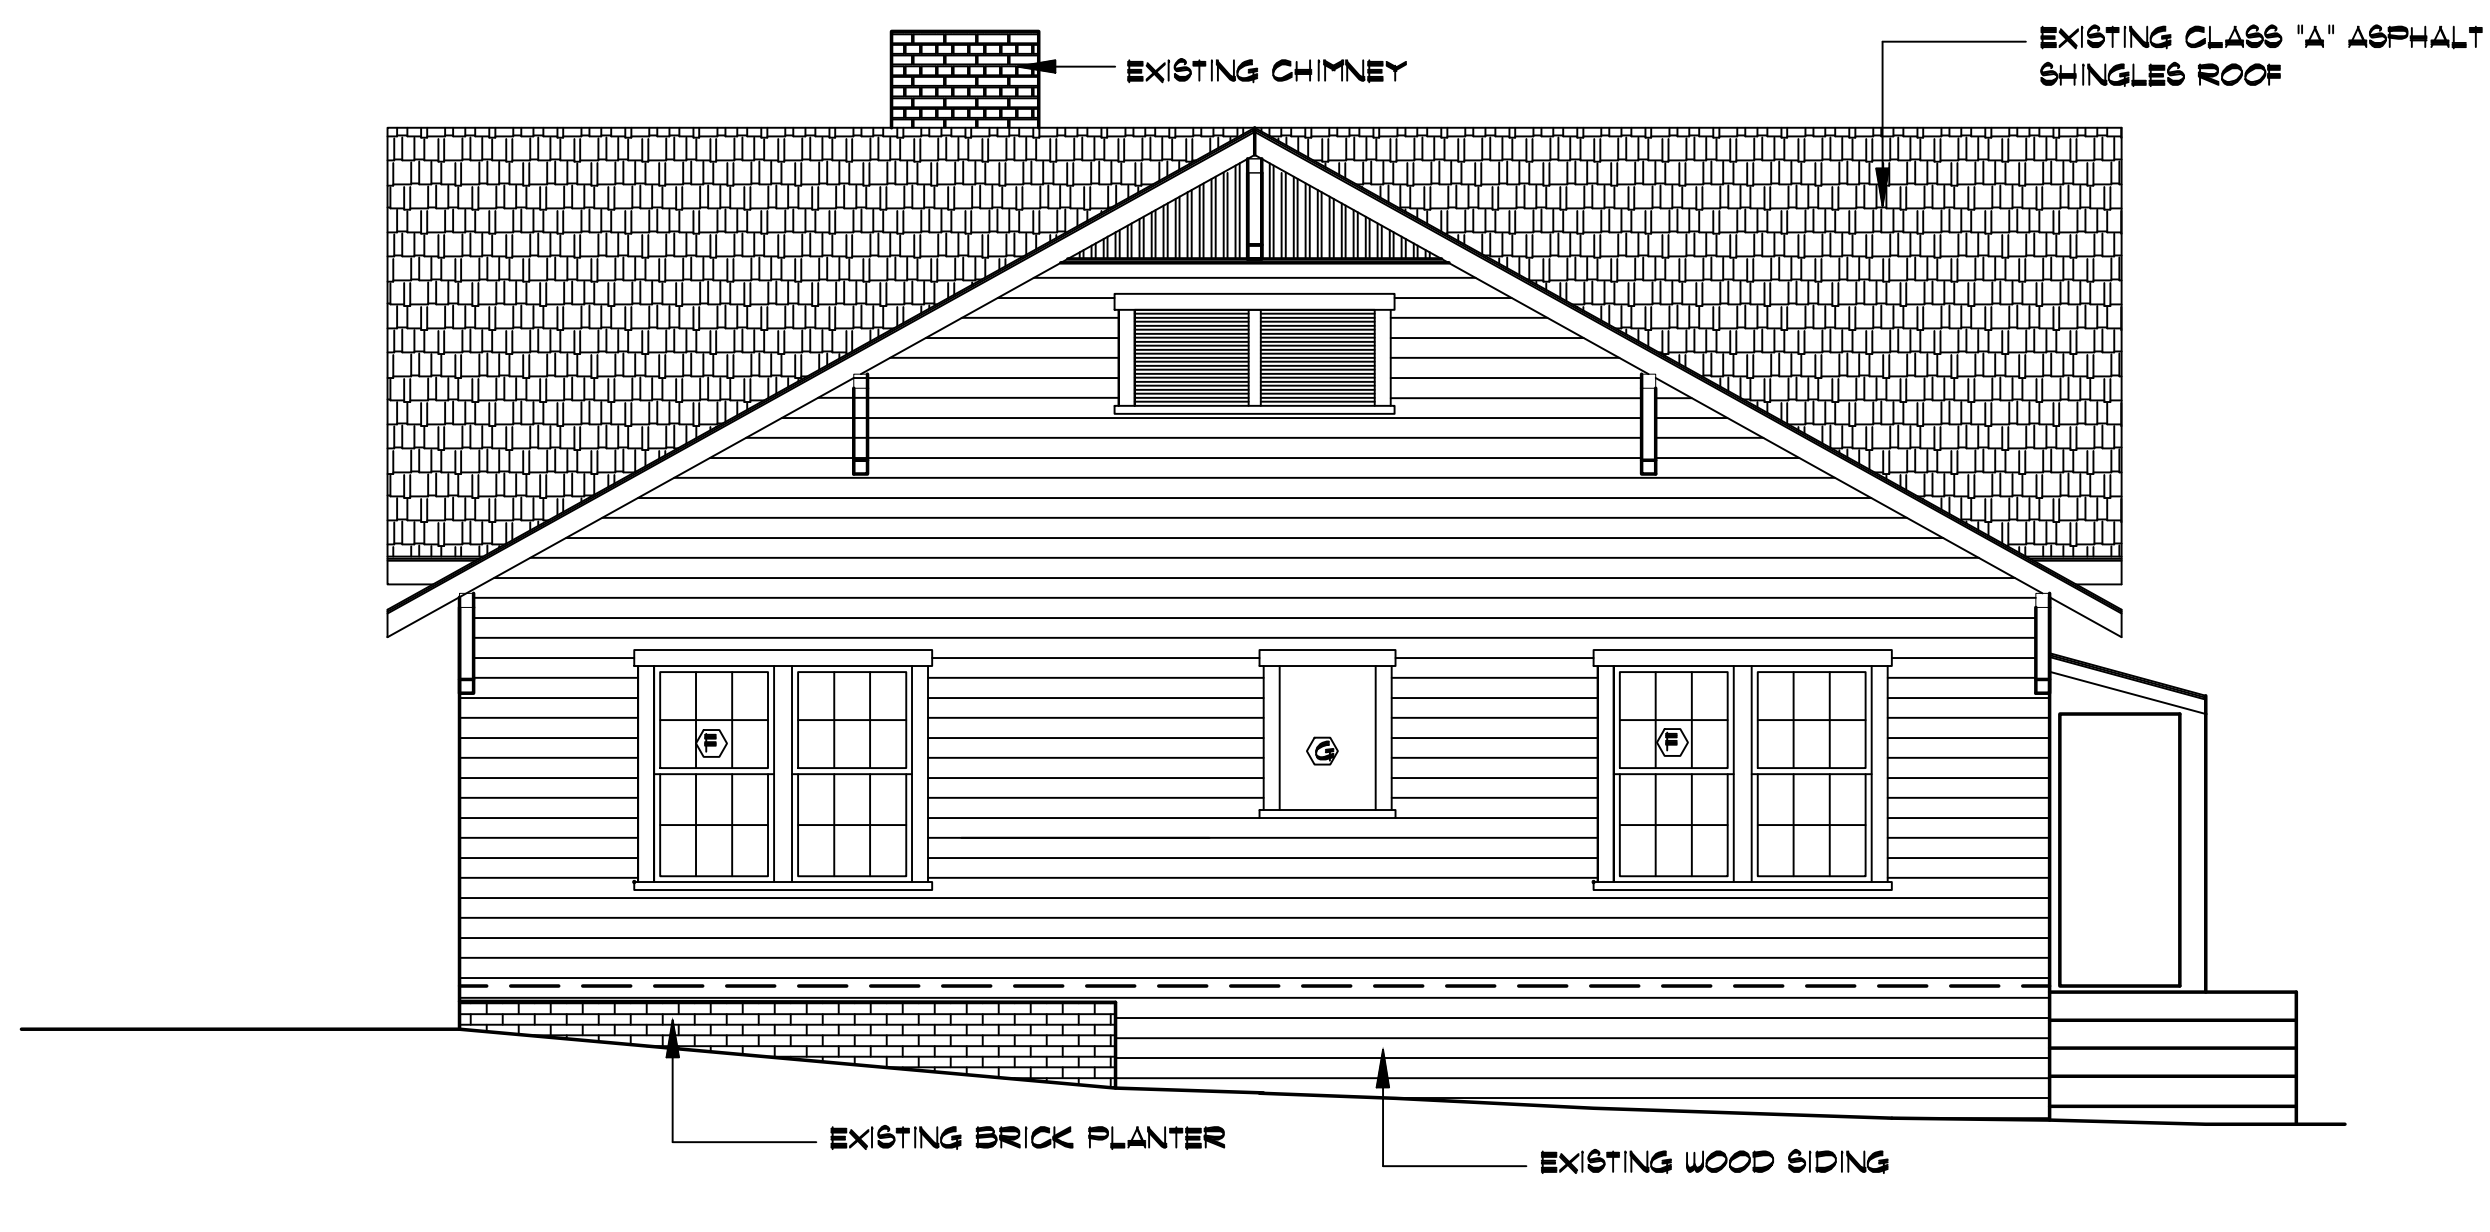 EXISTING CLASS "A" ASPHALT
SHINGLES ROOF
EXISTING CHIMNEY
F
G
F
EXISTING BRICK PLANTER
EXISTING WOOD SIDING